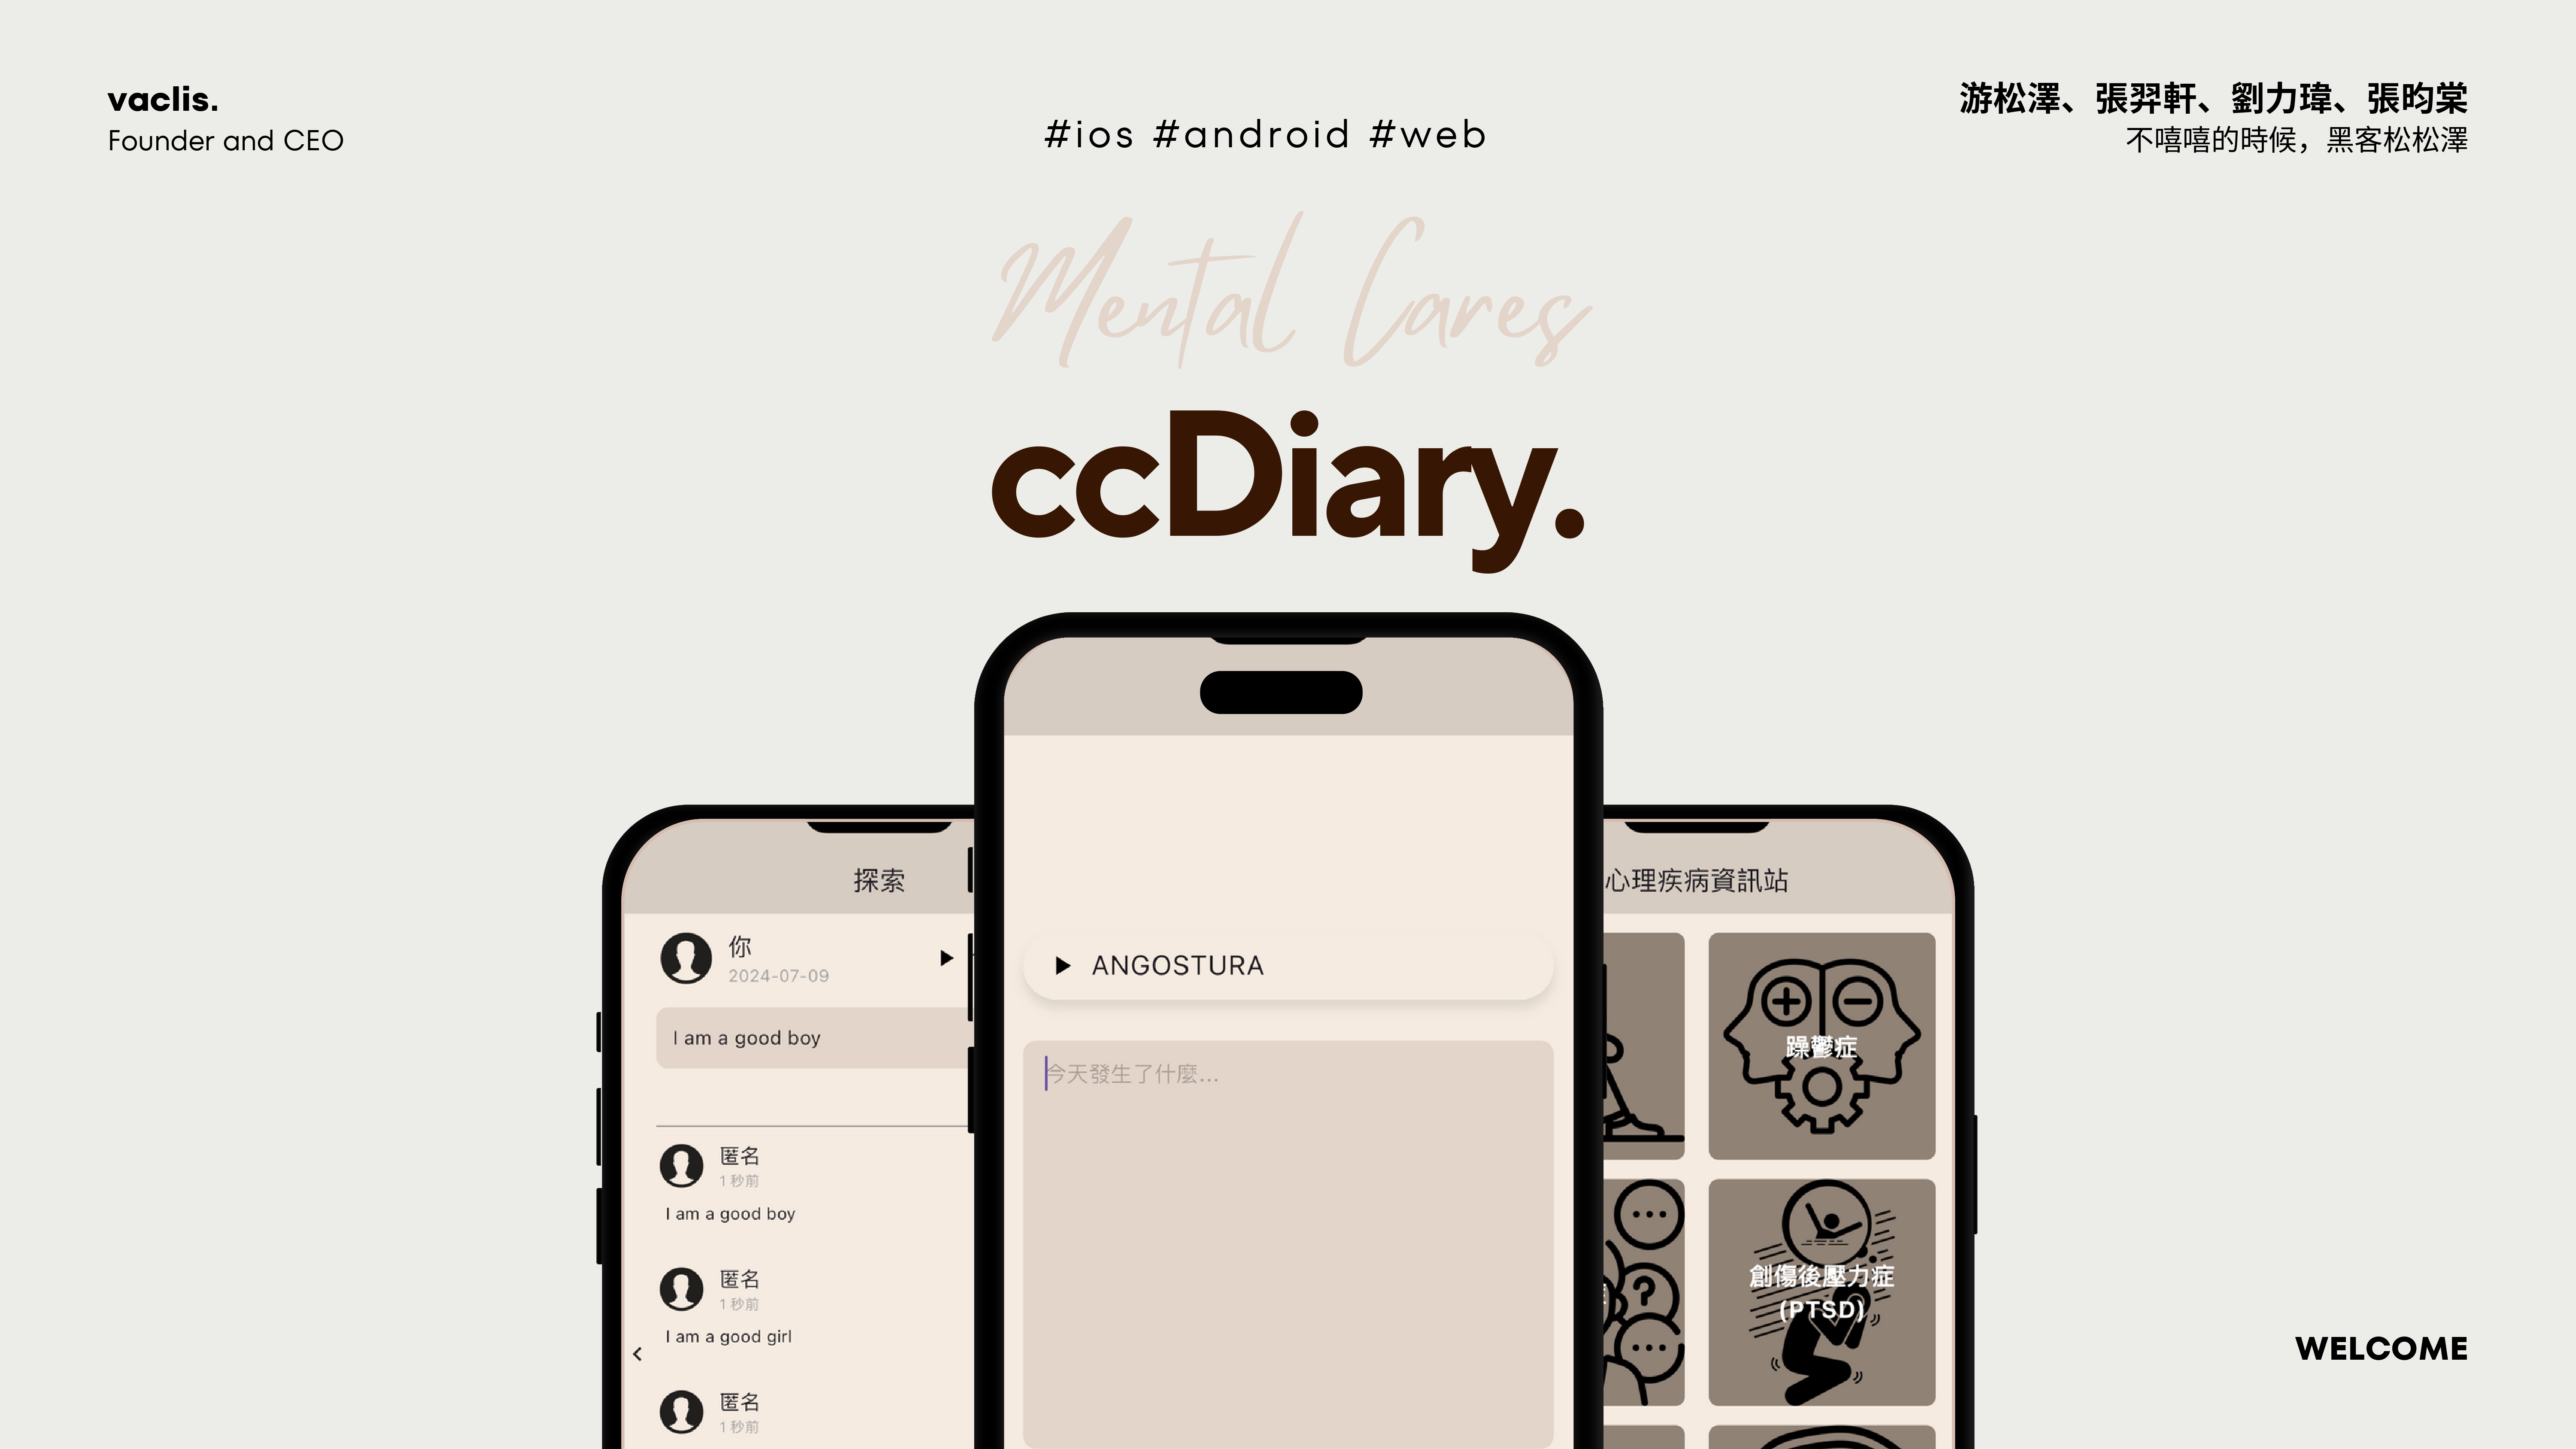 vaclis.
Founder and CEO
#ios #android #web
游松澤、張羿軒、劉力瑋、張昀棠
不嘻嘻的時候，黑客松松澤
Mental Cares
ccDiary.
探索
你
2024-07-09
I am a good boy
匿名
1 秒前
I am a good boy
匿名
1 秒前
I am a good girl
匿名
1 秒前
ANGOSTURA
今天發生了什麼...
心理疾病資訊站
躁鬱症
創傷後壓力症
(PTSD)
WELCOME